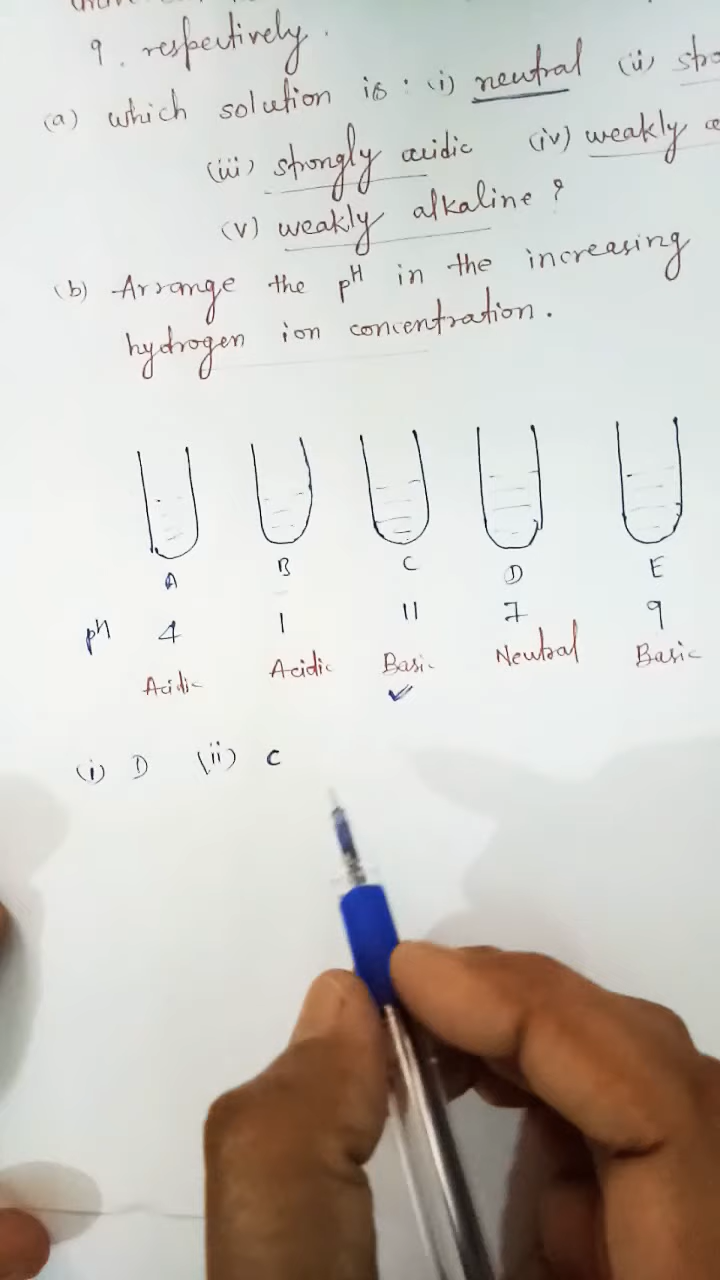 9. respectively.
(a) which solution is : (i) neutral (ii) stro
(iii) strongly acidic (iv) weakly
(v) weakly alkaline ?
(b) Arrange the pH in the increasing
hydrogen ion concentration.
A B C D E
pH 4 1 11 7 9
Acidic Acidic Basic Neutral Basic
✓
(i) D (ii) C